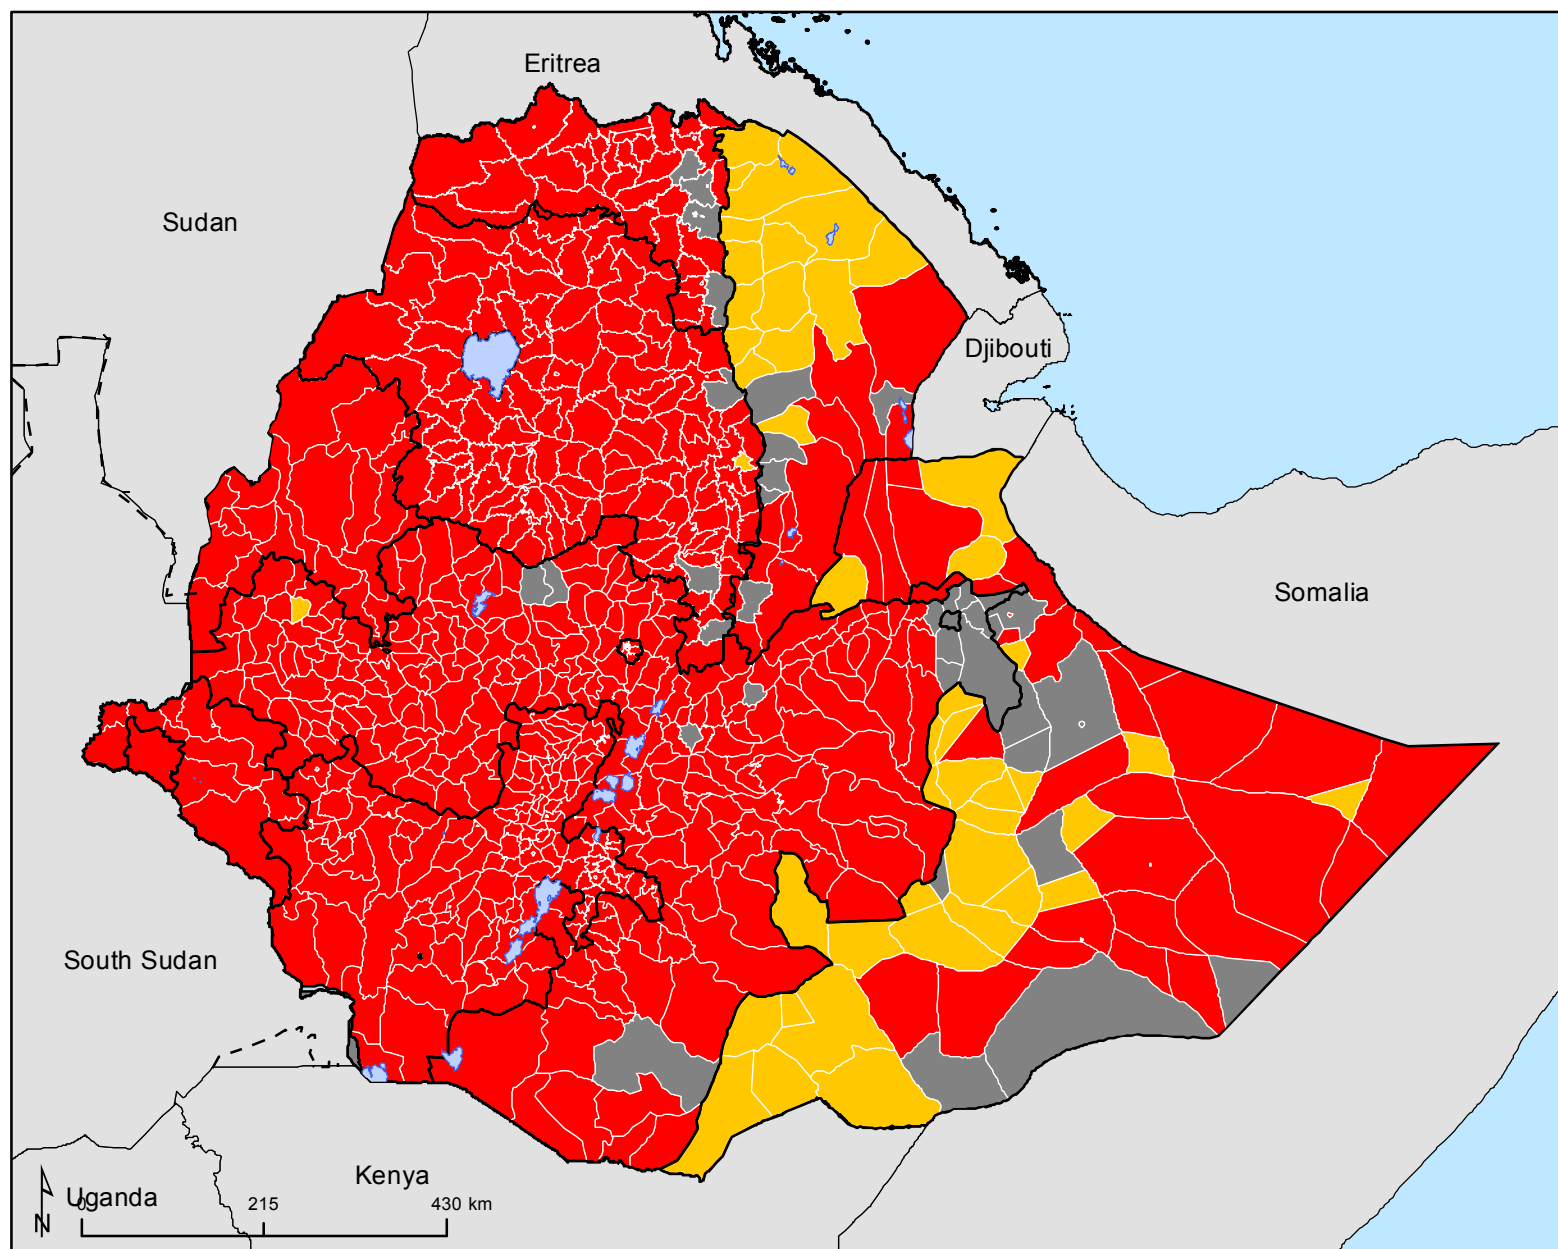 Eritrea
Sudan
Djibouti
Somalia
South Sudan
Kenya
Uganda
0 215 430 km
N